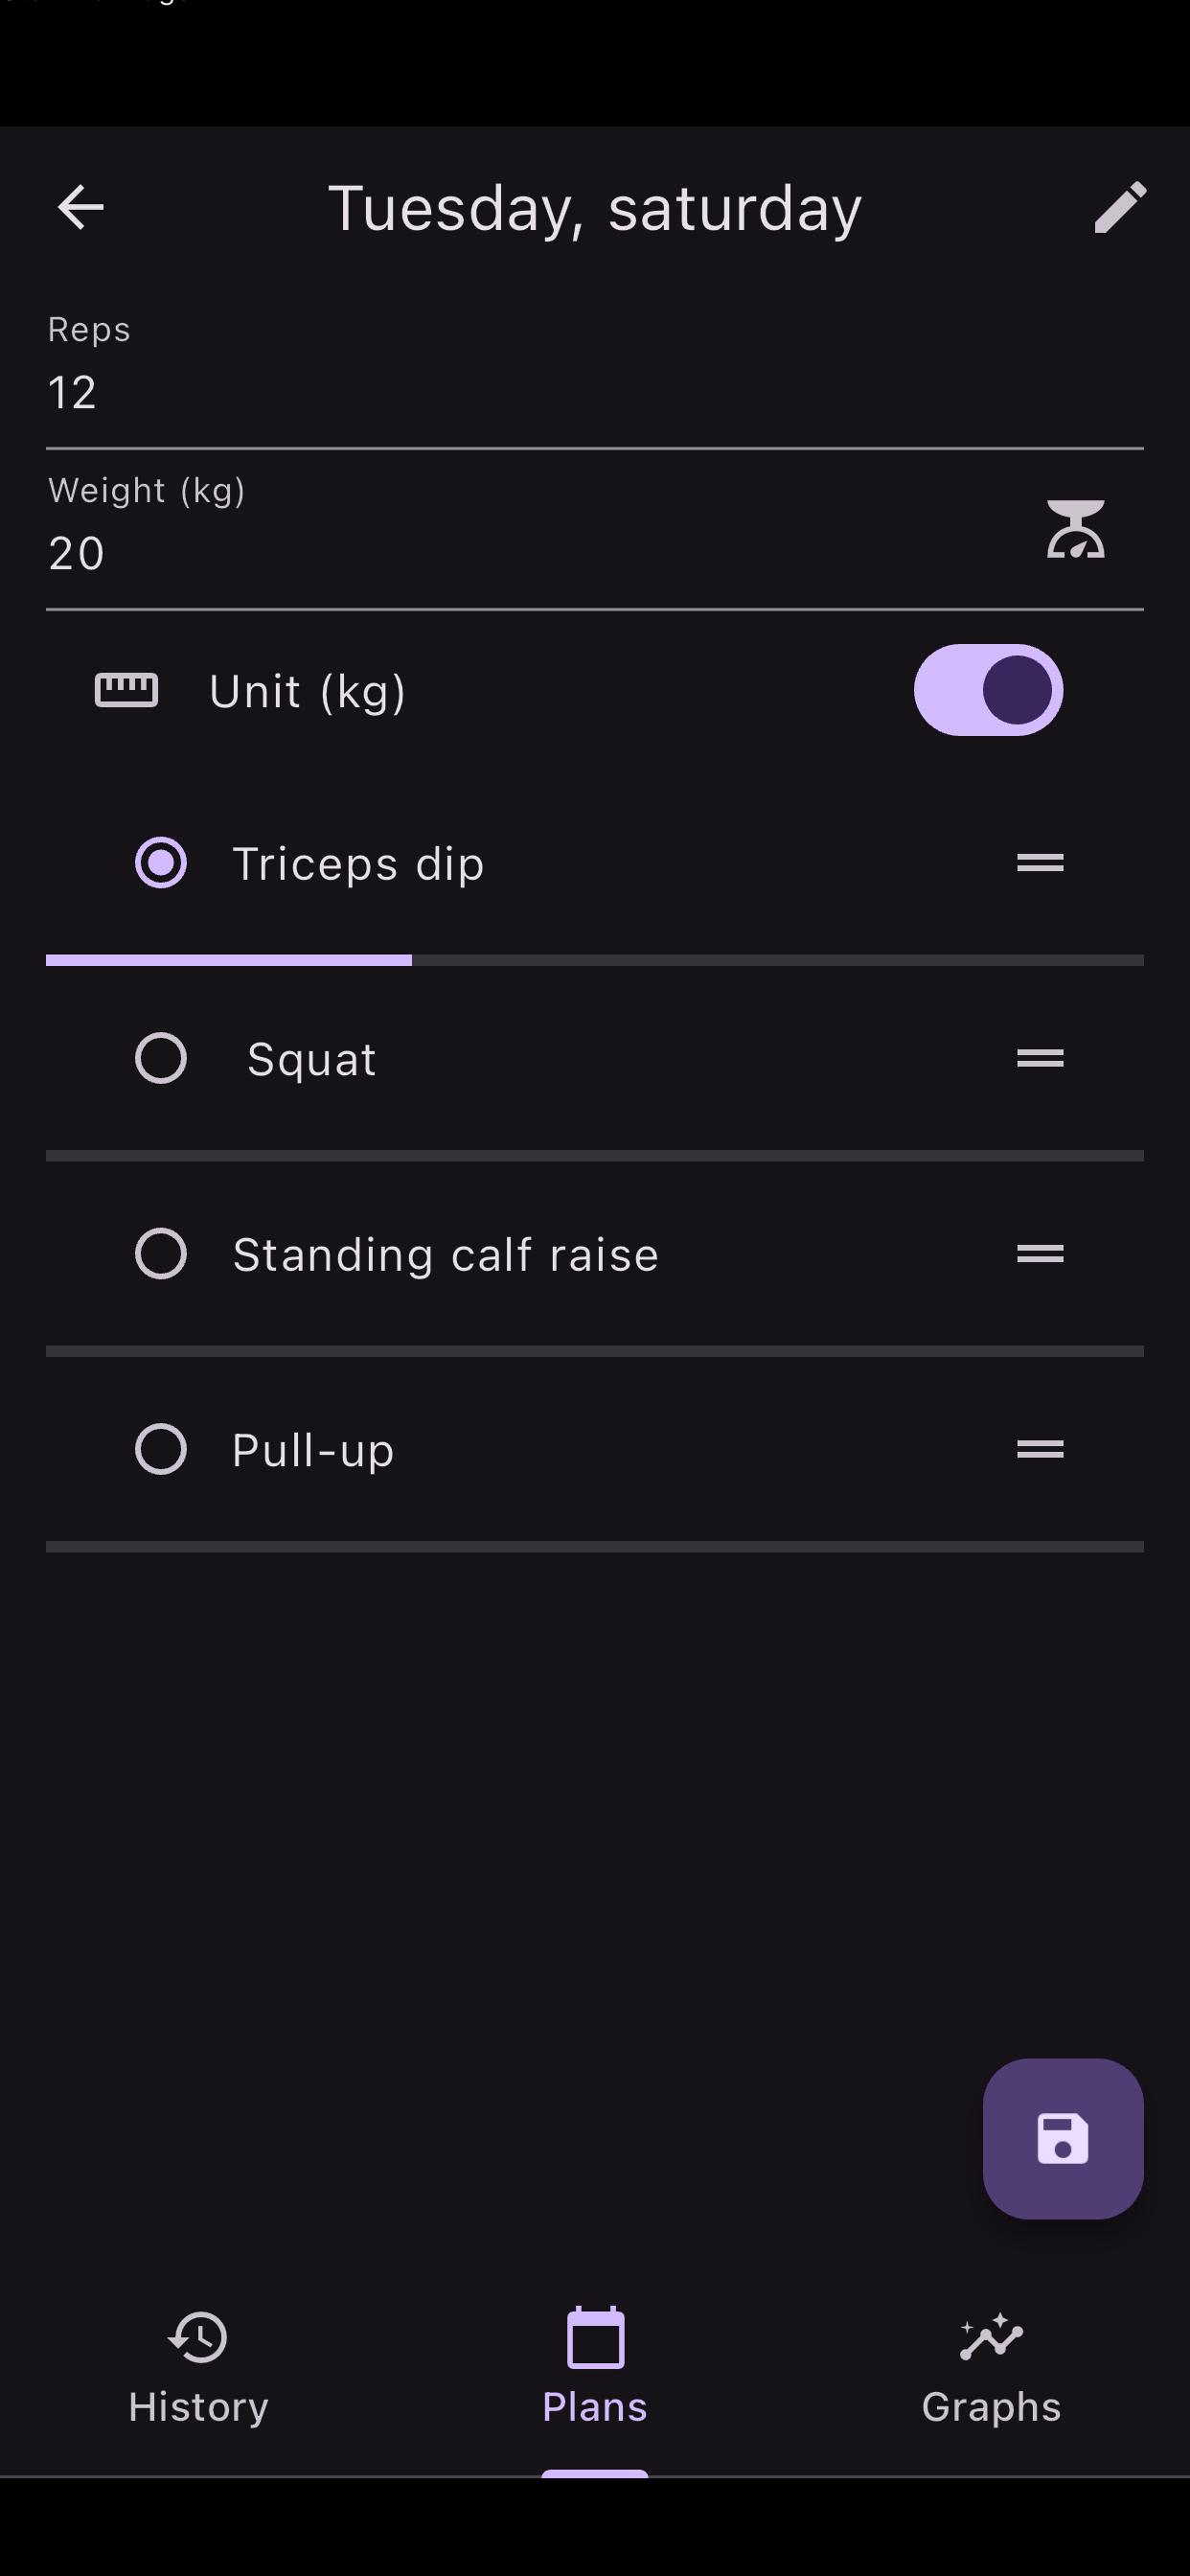 Tuesday, saturday
Reps
12
Weight (kg)
20
Unit (kg)
Triceps dip
Squat
Standing calf raise
Pull-up
History
Plans
Graphs